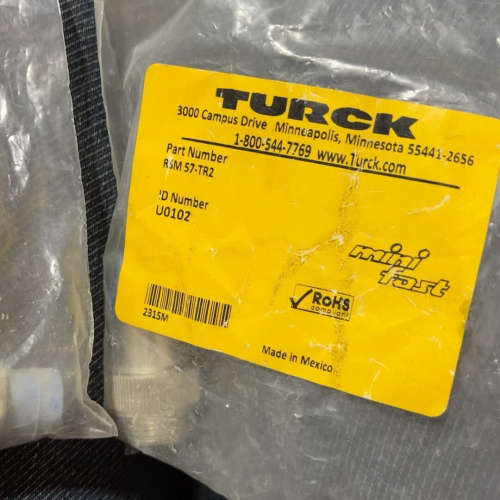 TURCK
3000 Campus Drive Minneapolis, Minnesota 55441-2656
1-800-544-7769 www.Turck.com
Part Number
RSM 57-TR2
ID Number
U0102
mini
fast
RoHS
compliant
2315M
Made in Mexico